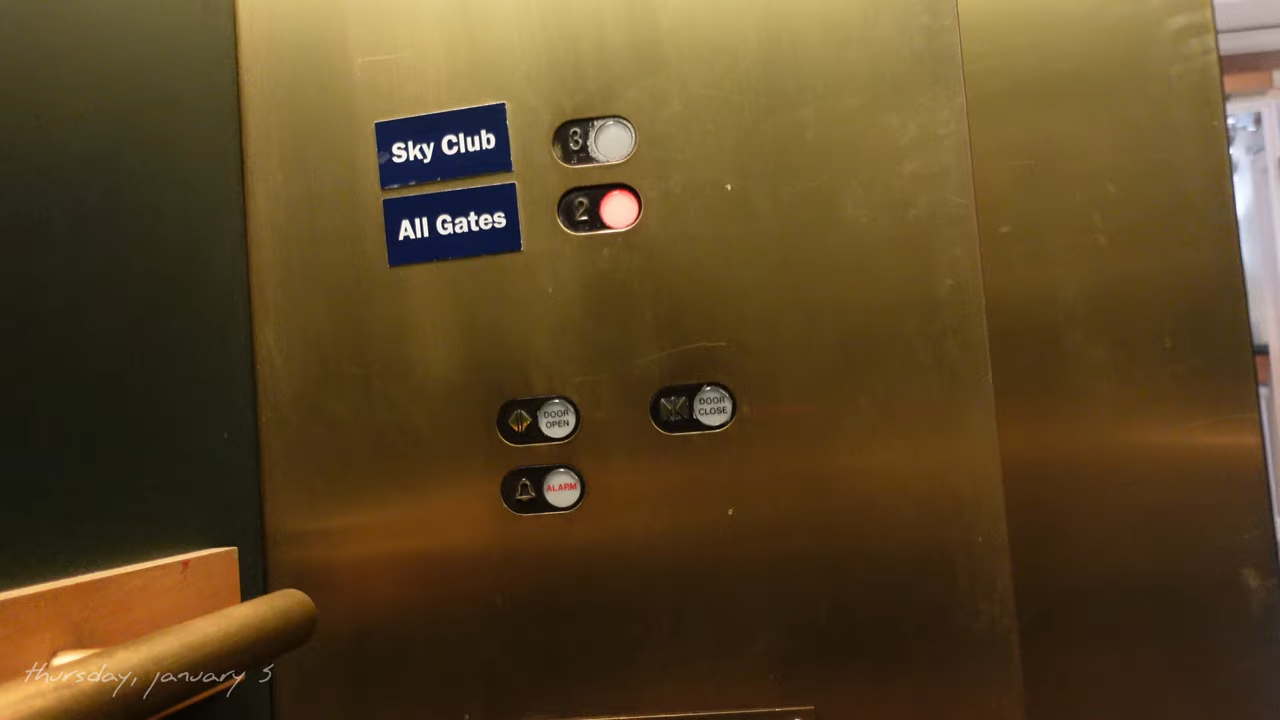 Sky Club
3
All Gates
2
DOOR
OPEN
DOOR
CLOSE
ALARM
thursday, january 5